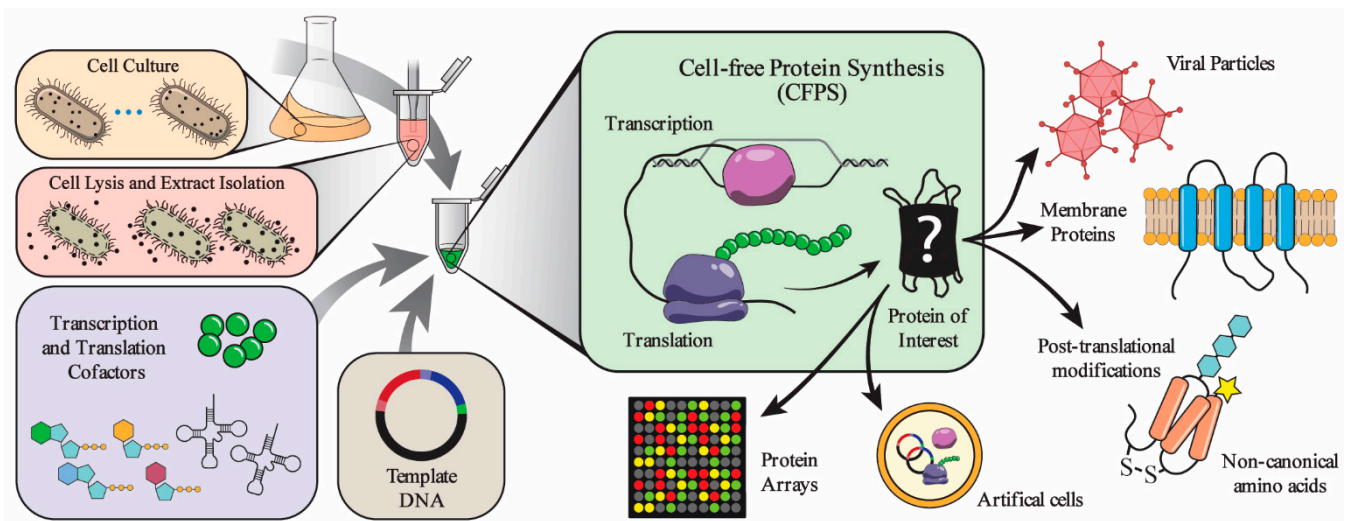 Cell Culture
Cell Lysis and Extract Isolation
Transcription
and Translation
Cofactors
Template
DNA
Cell-free Protein Synthesis
(CFPS)
Transcription
Translation
?
Protein of
Interest
Viral Particles
Membrane
Proteins
Post-translational
modifications
S-S
Non-canonical
amino acids
Protein
Arrays
Artifical cells